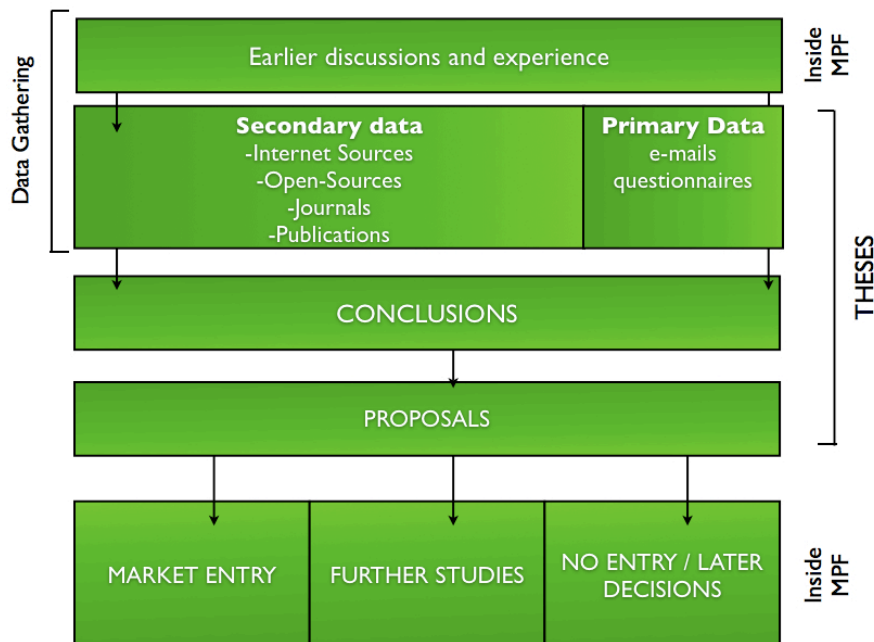 Data Gathering
Earlier discussions and experience
Inside
MPF
Secondary data
-Internet Sources
-Open-Sources
-Journals
-Publications
Primary Data
e-mails
questionnaires
CONCLUSIONS
THESES
PROPOSALS
MARKET ENTRY
FURTHER STUDIES
NO ENTRY / LATER
DECISIONS
Inside
MPF